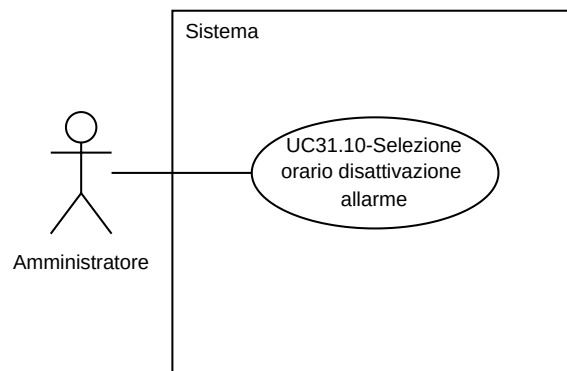 Sistema
UC31.10-Selezione
orario disattivazione
allarme
Amministratore